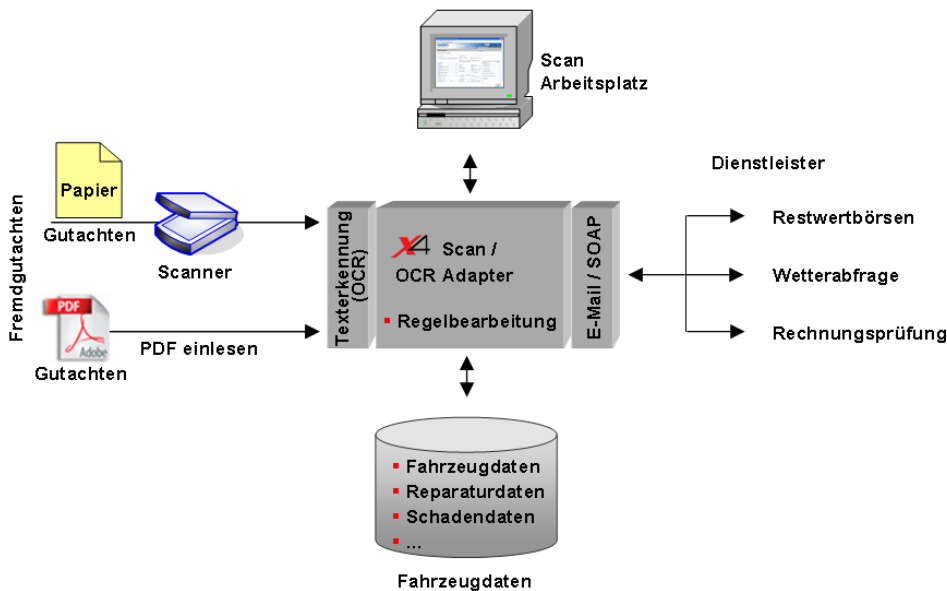 Scan
Arbeitsplatz
Dienstleister
Fremdgutachten
Papier
Gutachten
Scanner
PDF
Adobe
Gutachten
PDF einlesen
Texterkennung
(OCR)
X4 Scan /
OCR Adapter
Regelbearbeitung
E-Mail / SOAP
Restwertbörsen
Wetterabfrage
Rechnungsprüfung
Fahrzeugdaten
Reparaturdaten
Schadendaten
...
Fahrzeugdaten